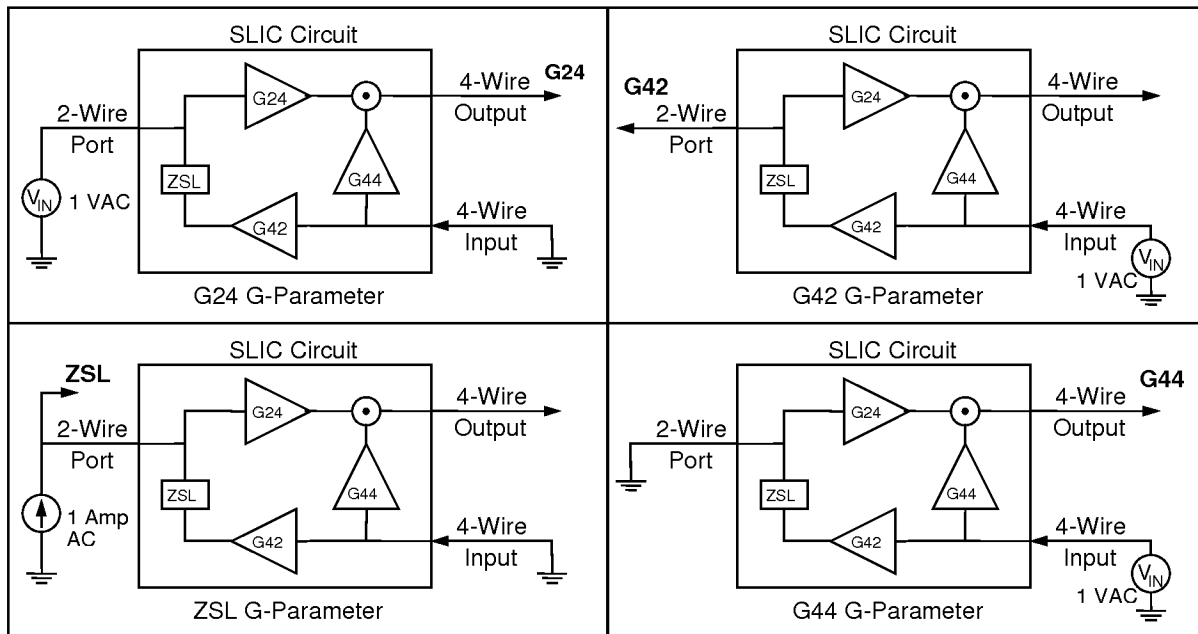 SLIC Circuit
G24
4-Wire
Output
G24
2-Wire
Port
ZSL
G44
VIN
1 VAC
G42
4-Wire
Input
G24 G-Parameter
SLIC Circuit
G42
G24
4-Wire
Output
2-Wire
Port
ZSL
G44
G42
4-Wire
Input
VIN
1 VAC
G42 G-Parameter
SLIC Circuit
ZSL
G24
4-Wire
Output
2-Wire
Port
ZSL
G44
1 Amp
AC
G42
4-Wire
Input
ZSL G-Parameter
SLIC Circuit
G44
G24
4-Wire
Output
2-Wire
Port
ZSL
G44
G42
4-Wire
Input
VIN
1 VAC
G44 G-Parameter